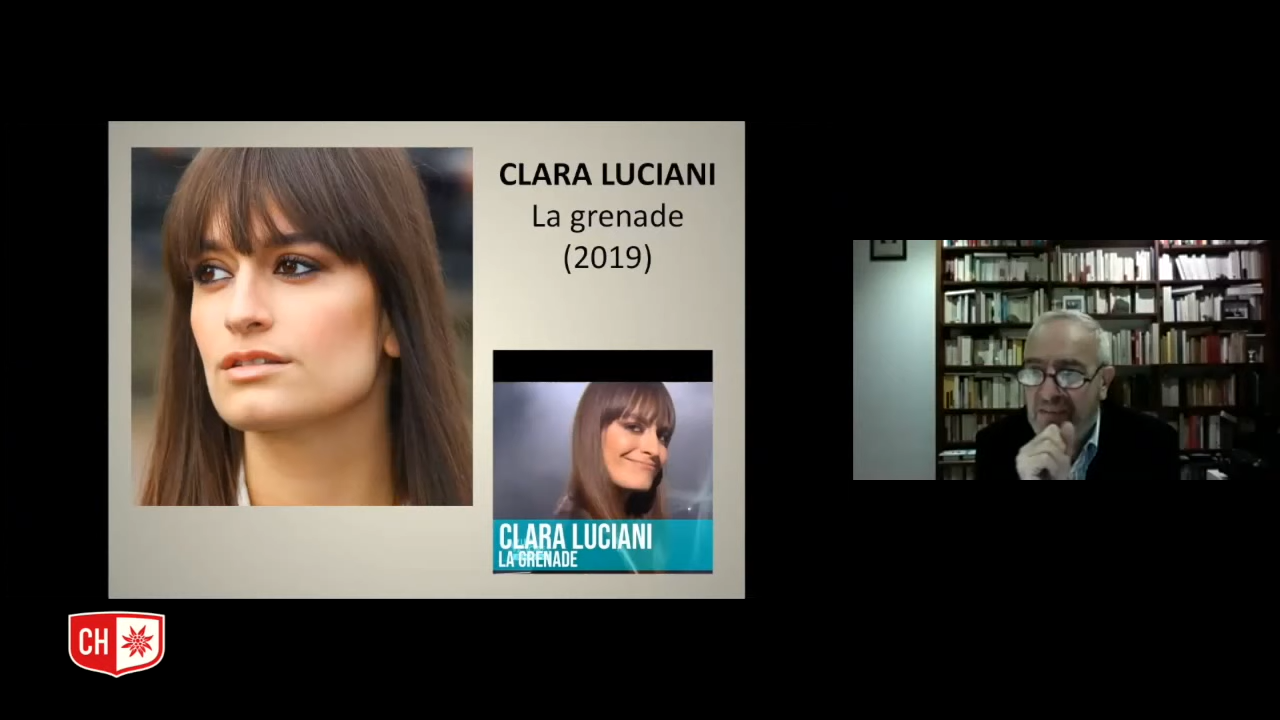 CLARA LUCIANI
La grenade
(2019)
CLARA LUCIANI
LA GRENADE
CH